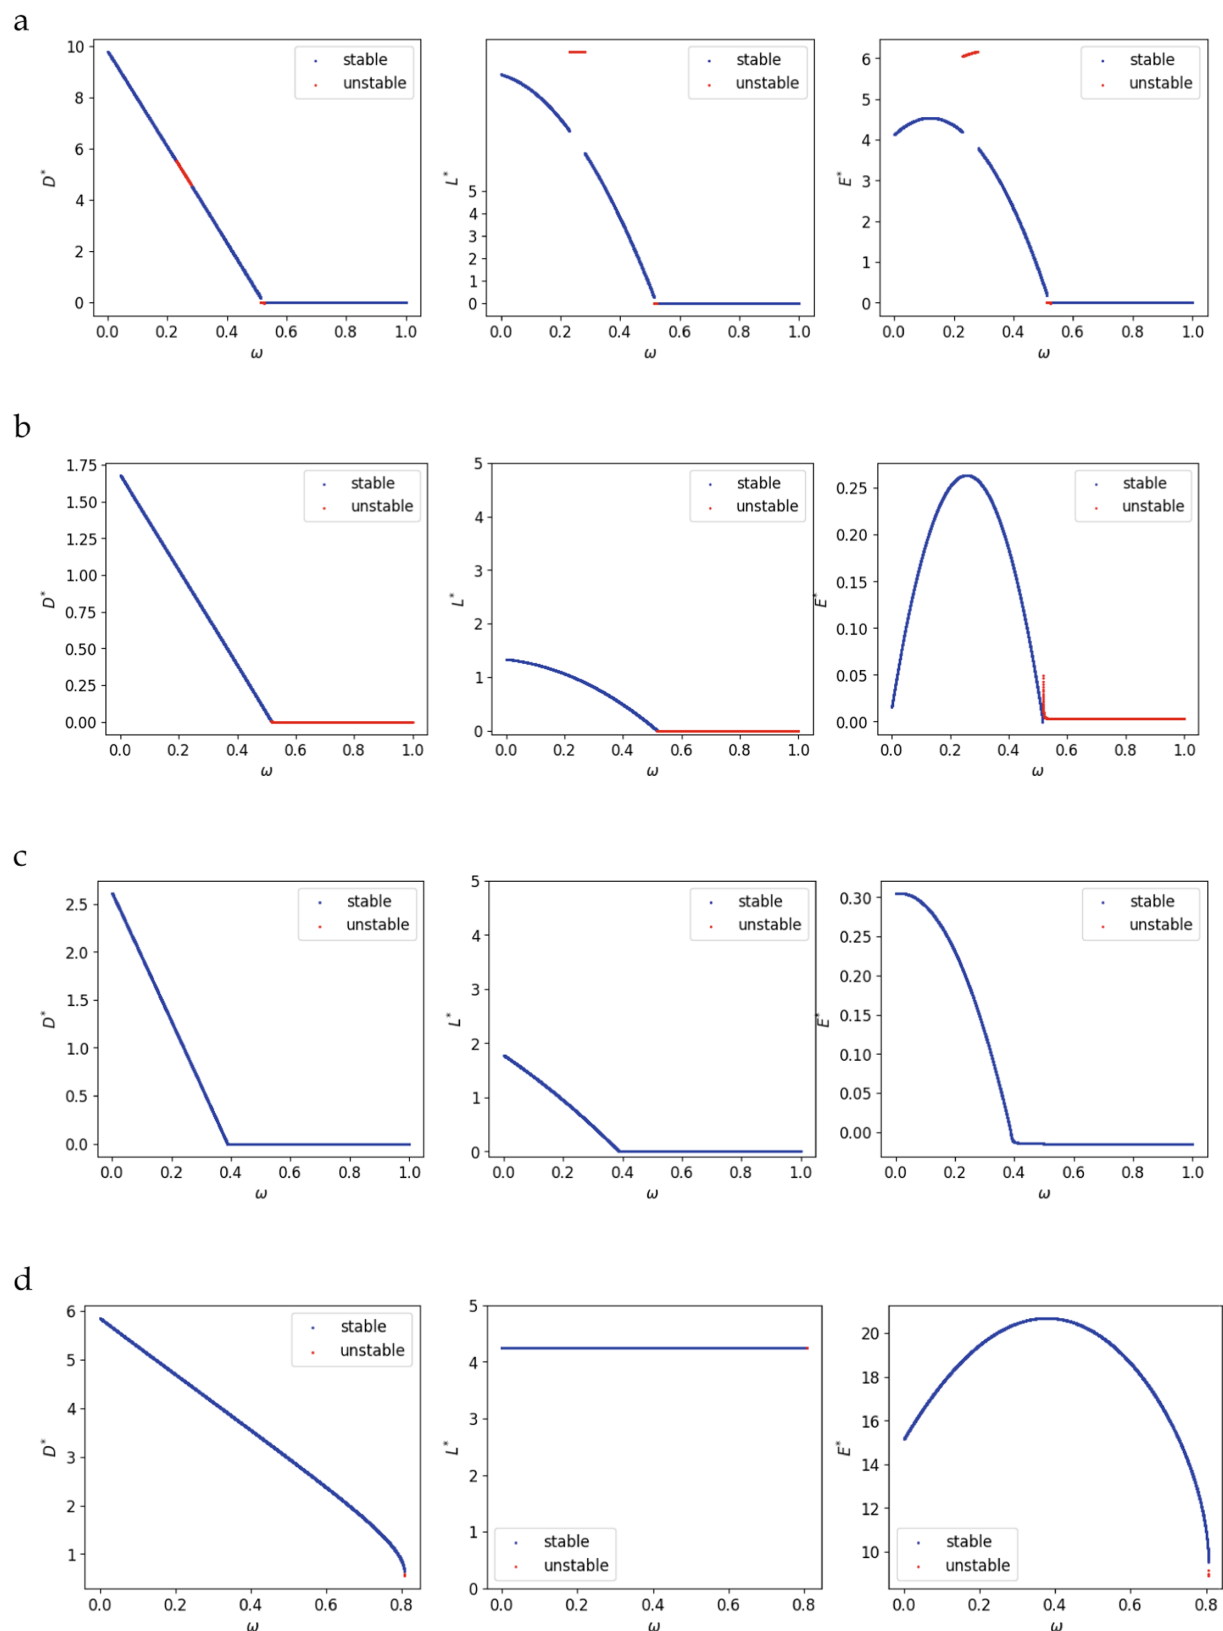 a
10
8
6
4
2
0
D*
0.0 0.2 0.4 0.6 0.8 1.0
ω
stable
unstable
5
4
3
2
1
0
L*
0.0 0.2 0.4 0.6 0.8 1.0
ω
stable
unstable
6
5
4
3
2
1
0
E*
0.0 0.2 0.4 0.6 0.8 1.0
ω
stable
unstable
b
1.75
1.50
1.25
1.00
0.75
0.50
0.25
0.00
D*
0.0 0.2 0.4 0.6 0.8 1.0
ω
stable
unstable
5
4
3
2
1
0
L*
0.0 0.2 0.4 0.6 0.8 1.0
ω
stable
unstable
0.25
0.20
0.15
0.10
0.05
0.00
E*
0.0 0.2 0.4 0.6 0.8 1.0
ω
stable
unstable
c
2.5
2.0
1.5
1.0
0.5
0.0
D*
0.0 0.2 0.4 0.6 0.8 1.0
ω
stable
unstable
5
4
3
2
1
0
L*
0.0 0.2 0.4 0.6 0.8 1.0
ω
stable
unstable
0.30
0.25
0.20
0.15
0.10
0.05
0.00
E*
0.0 0.2 0.4 0.6 0.8 1.0
ω
stable
unstable
d
6
5
4
3
2
1
D*
0.0 0.2 0.4 0.6 0.8
ω
stable
unstable
5
4
3
2
1
0
L*
0.0 0.2 0.4 0.6 0.8
ω
stable
unstable
20
18
16
14
12
10
E*
0.0 0.2 0.4 0.6 0.8
ω
stable
unstable